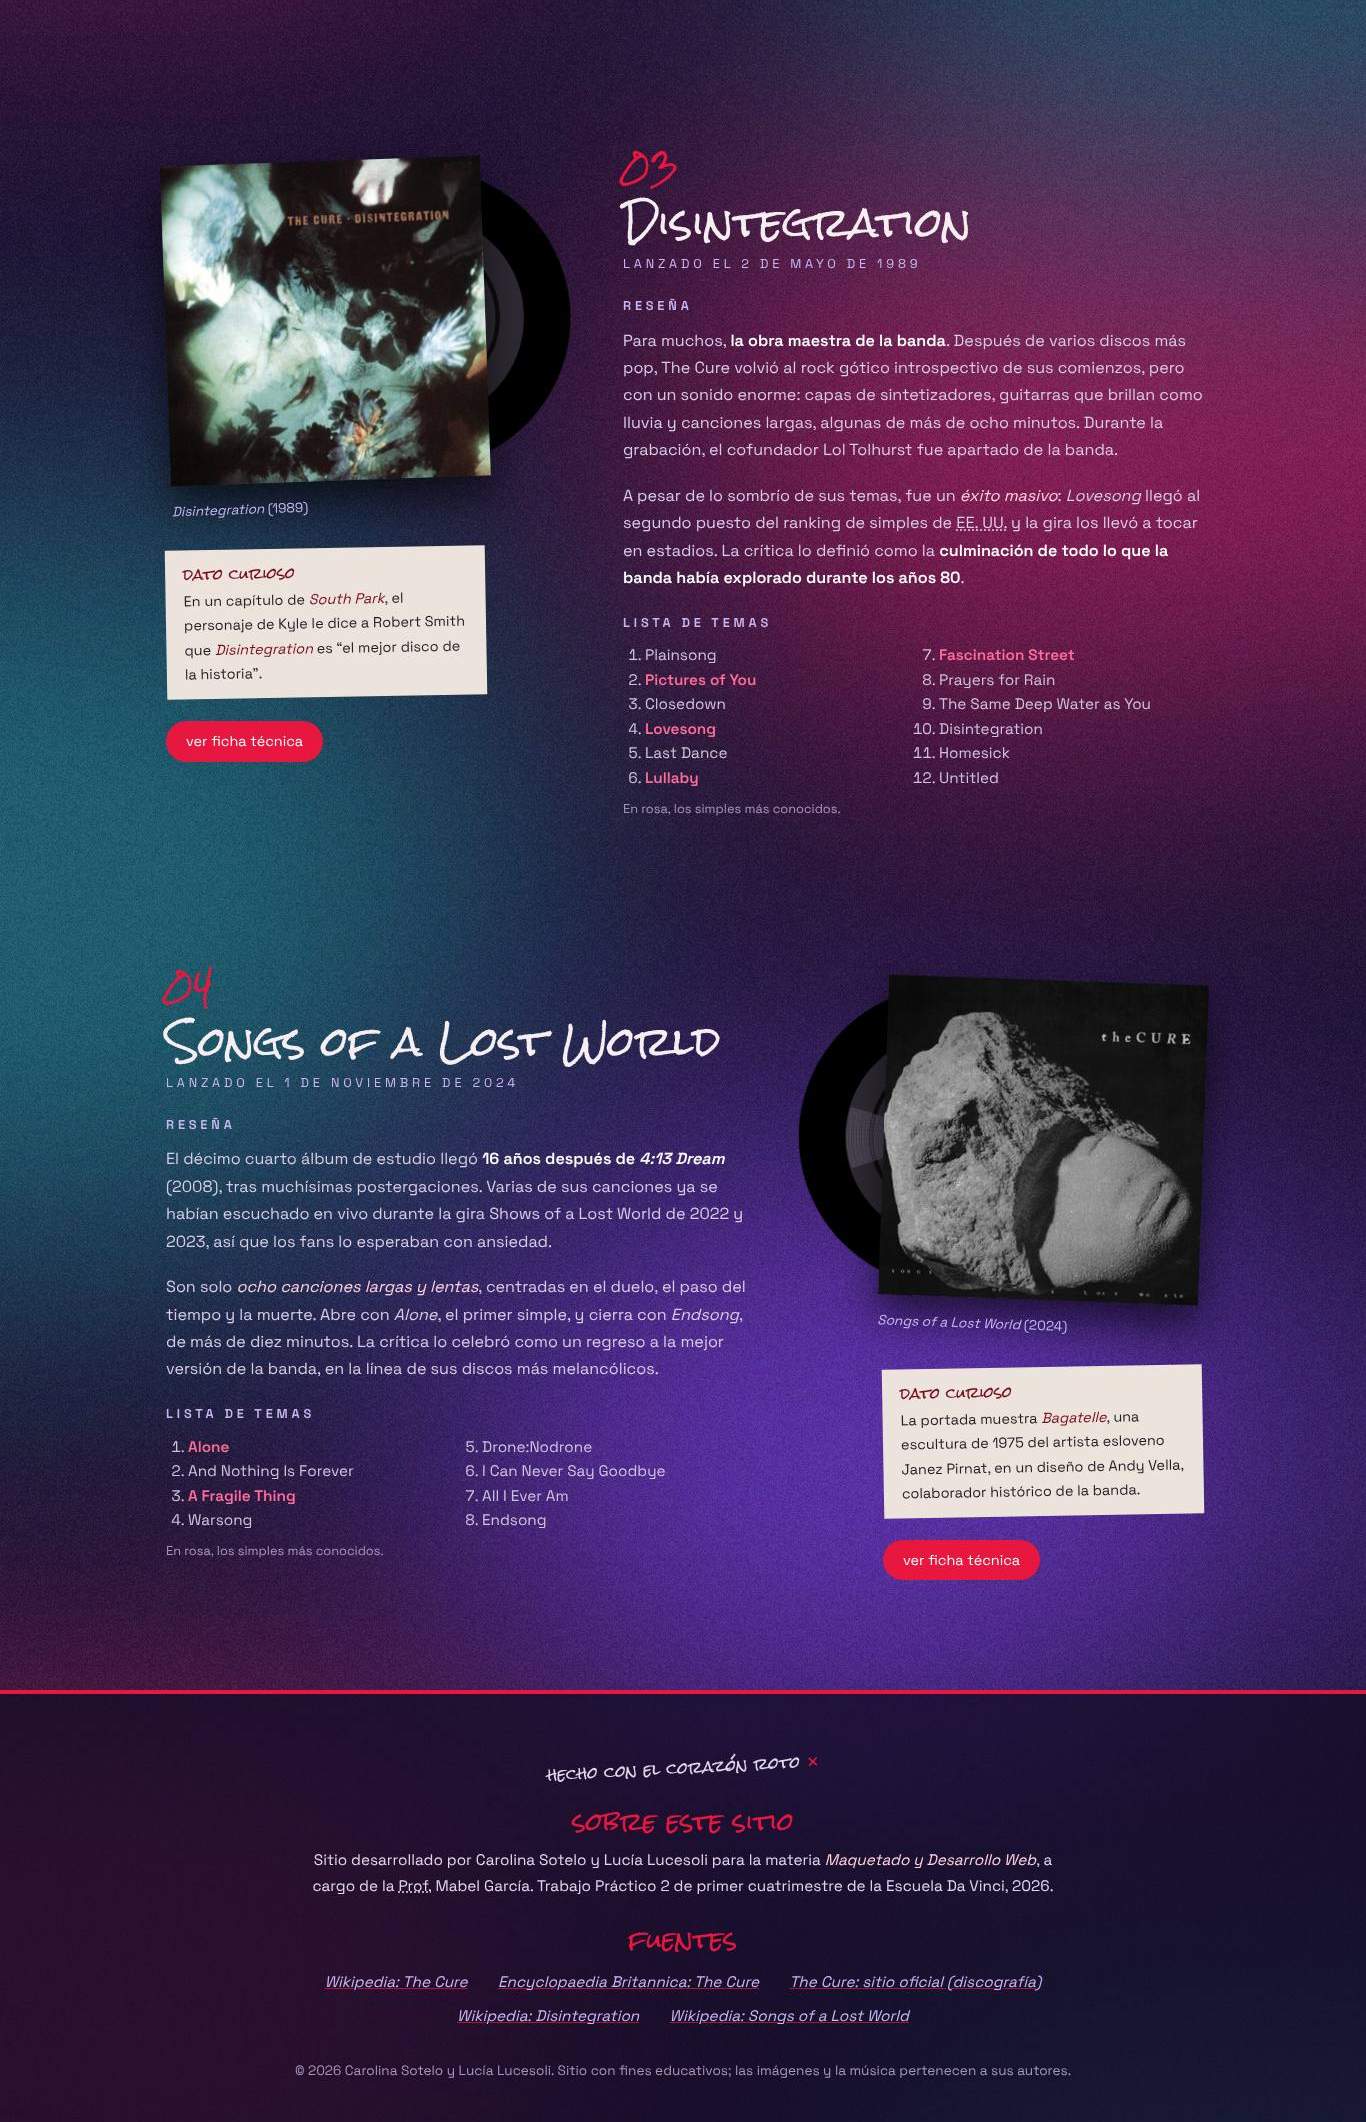 THE CURE · DISINTEGRATION
Disintegration (1989)
dato curioso
En un capítulo de South Park, el
personaje de Kyle le dice a Robert Smith
que Disintegration es “el mejor disco de
la historia”.
ver ficha técnica
03
Disintegration
LANZADO EL 2 DE MAYO DE 1989
RESEÑA
Para muchos, la obra maestra de la banda. Después de varios discos más
pop, The Cure volvió al rock gótico introspectivo de sus comienzos, pero
con un sonido enorme: capas de sintetizadores, guitarras que brillan como
lluvia y canciones largas, algunas de más de ocho minutos. Durante la
grabación, el cofundador Lol Tolhurst fue apartado de la banda.
A pesar de lo sombrío de sus temas, fue un éxito masivo: Lovesong llegó al
segundo puesto del ranking de simples de EE. UU. y la gira los llevó a tocar
en estadios. La crítica lo definió como la culminación de todo lo que la
banda había explorado durante los años 80.
LISTA DE TEMAS
1. Plainsong
2. Pictures of You
3. Closedown
4. Lovesong
5. Last Dance
6. Lullaby
7. Fascination Street
8. Prayers for Rain
9. The Same Deep Water as You
10. Disintegration
11. Homesick
12. Untitled
En rosa, los simples más conocidos.
04
Songs of a Lost World
LANZADO EL 1 DE NOVIEMBRE DE 2024
RESEÑA
El décimo cuarto álbum de estudio llegó 16 años después de 4:13 Dream
(2008), tras muchísimas postergaciones. Varias de sus canciones ya se
habían escuchado en vivo durante la gira Shows of a Lost World de 2022 y
2023, así que los fans lo esperaban con ansiedad.
Son solo ocho canciones largas y lentas, centradas en el duelo, el paso del
tiempo y la muerte. Abre con Alone, el primer simple, y cierra con Endsong,
de más de diez minutos. La crítica lo celebró como un regreso a la mejor
versión de la banda, en la línea de sus discos más melancólicos.
LISTA DE TEMAS
1. Alone
2. And Nothing Is Forever
3. A Fragile Thing
4. Warsong
5. Drone:Nodrone
6. I Can Never Say Goodbye
7. All I Ever Am
8. Endsong
En rosa, los simples más conocidos.
theCURE
Songs of a Lost World (2024)
dato curioso
La portada muestra Bagatelle, una
escultura de 1975 del artista esloveno
Janez Pirnat, en un diseño de Andy Vella,
colaborador histórico de la banda.
ver ficha técnica
hecho con el corazón roto ×
sobre este sitio
Sitio desarrollado por Carolina Sotelo y Lucía Lucesoli para la materia Maquetado y Desarrollo Web, a
cargo de la Prof. Mabel García. Trabajo Práctico 2 de primer cuatrimestre de la Escuela Da Vinci, 2026.
fuentes
Wikipedia: The Cure Encyclopaedia Britannica: The Cure The Cure: sitio oficial (discografía)
Wikipedia: Disintegration Wikipedia: Songs of a Lost World
© 2026 Carolina Sotelo y Lucía Lucesoli. Sitio con fines educativos; las imágenes y la música pertenecen a sus autores.